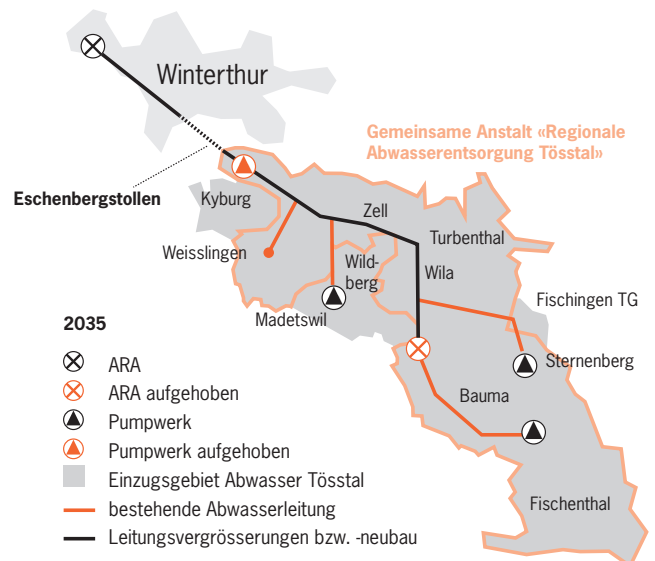 Winterthur
Gemeinsame Anstalt «Regionale
Abwasserentsorgung Tösstal»
Eschenbergstollen
Kyburg
Zell
Turbenthal
Weisslingen
Wild-
berg
Wila
Fischingen TG
Madetswil
Sternenberg
Bauma
Fischenthal
2035
ARA
ARA aufgehoben
Pumpwerk
Pumpwerk aufgehoben
Einzugsgebiet Abwasser Tösstal
bestehende Abwasserleitung
Leitungsvergrösserungen bzw. -neubau